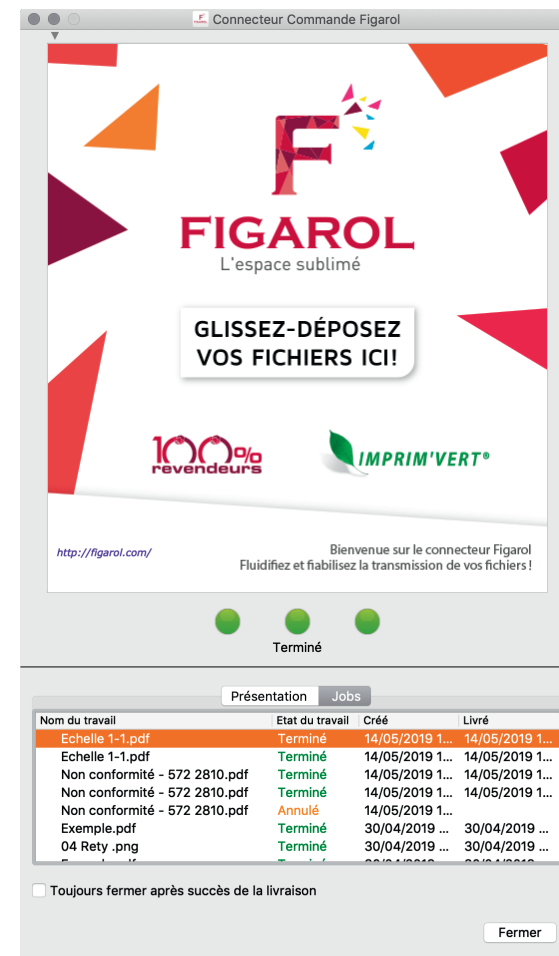 Connecteur Commande Figarol
F
FIGAROL
L'espace sublimé
GLISSEZ-DÉPOSEZ
VOS FICHIERS ICI!
100%
revendeurs
IMPRIM'VERT®
http://figarol.com/
Bienvenue sur le connecteur Figarol
Fluidifiez et fiabilisez la transmission de vos fichiers !
Terminé
Présentation Jobs
Nom du travail Etat du travail Créé Livré
Echelle 1-1.pdf Terminé 14/05/2019 1... 14/05/2019 1...
Echelle 1-1.pdf Terminé 14/05/2019 1... 14/05/2019 1...
Non conformité - 572 2810.pdf Terminé 14/05/2019 1... 14/05/2019 1...
Non conformité - 572 2810.pdf Terminé 14/05/2019 1... 14/05/2019 1...
Non conformité - 572 2810.pdf Annulé 14/05/2019 1...
Exemple.pdf Terminé 30/04/2019 ... 30/04/2019 ...
04 Rety .png Terminé 30/04/2019 ... 30/04/2019 ...
Toujours fermer après succès de la livraison
Fermer